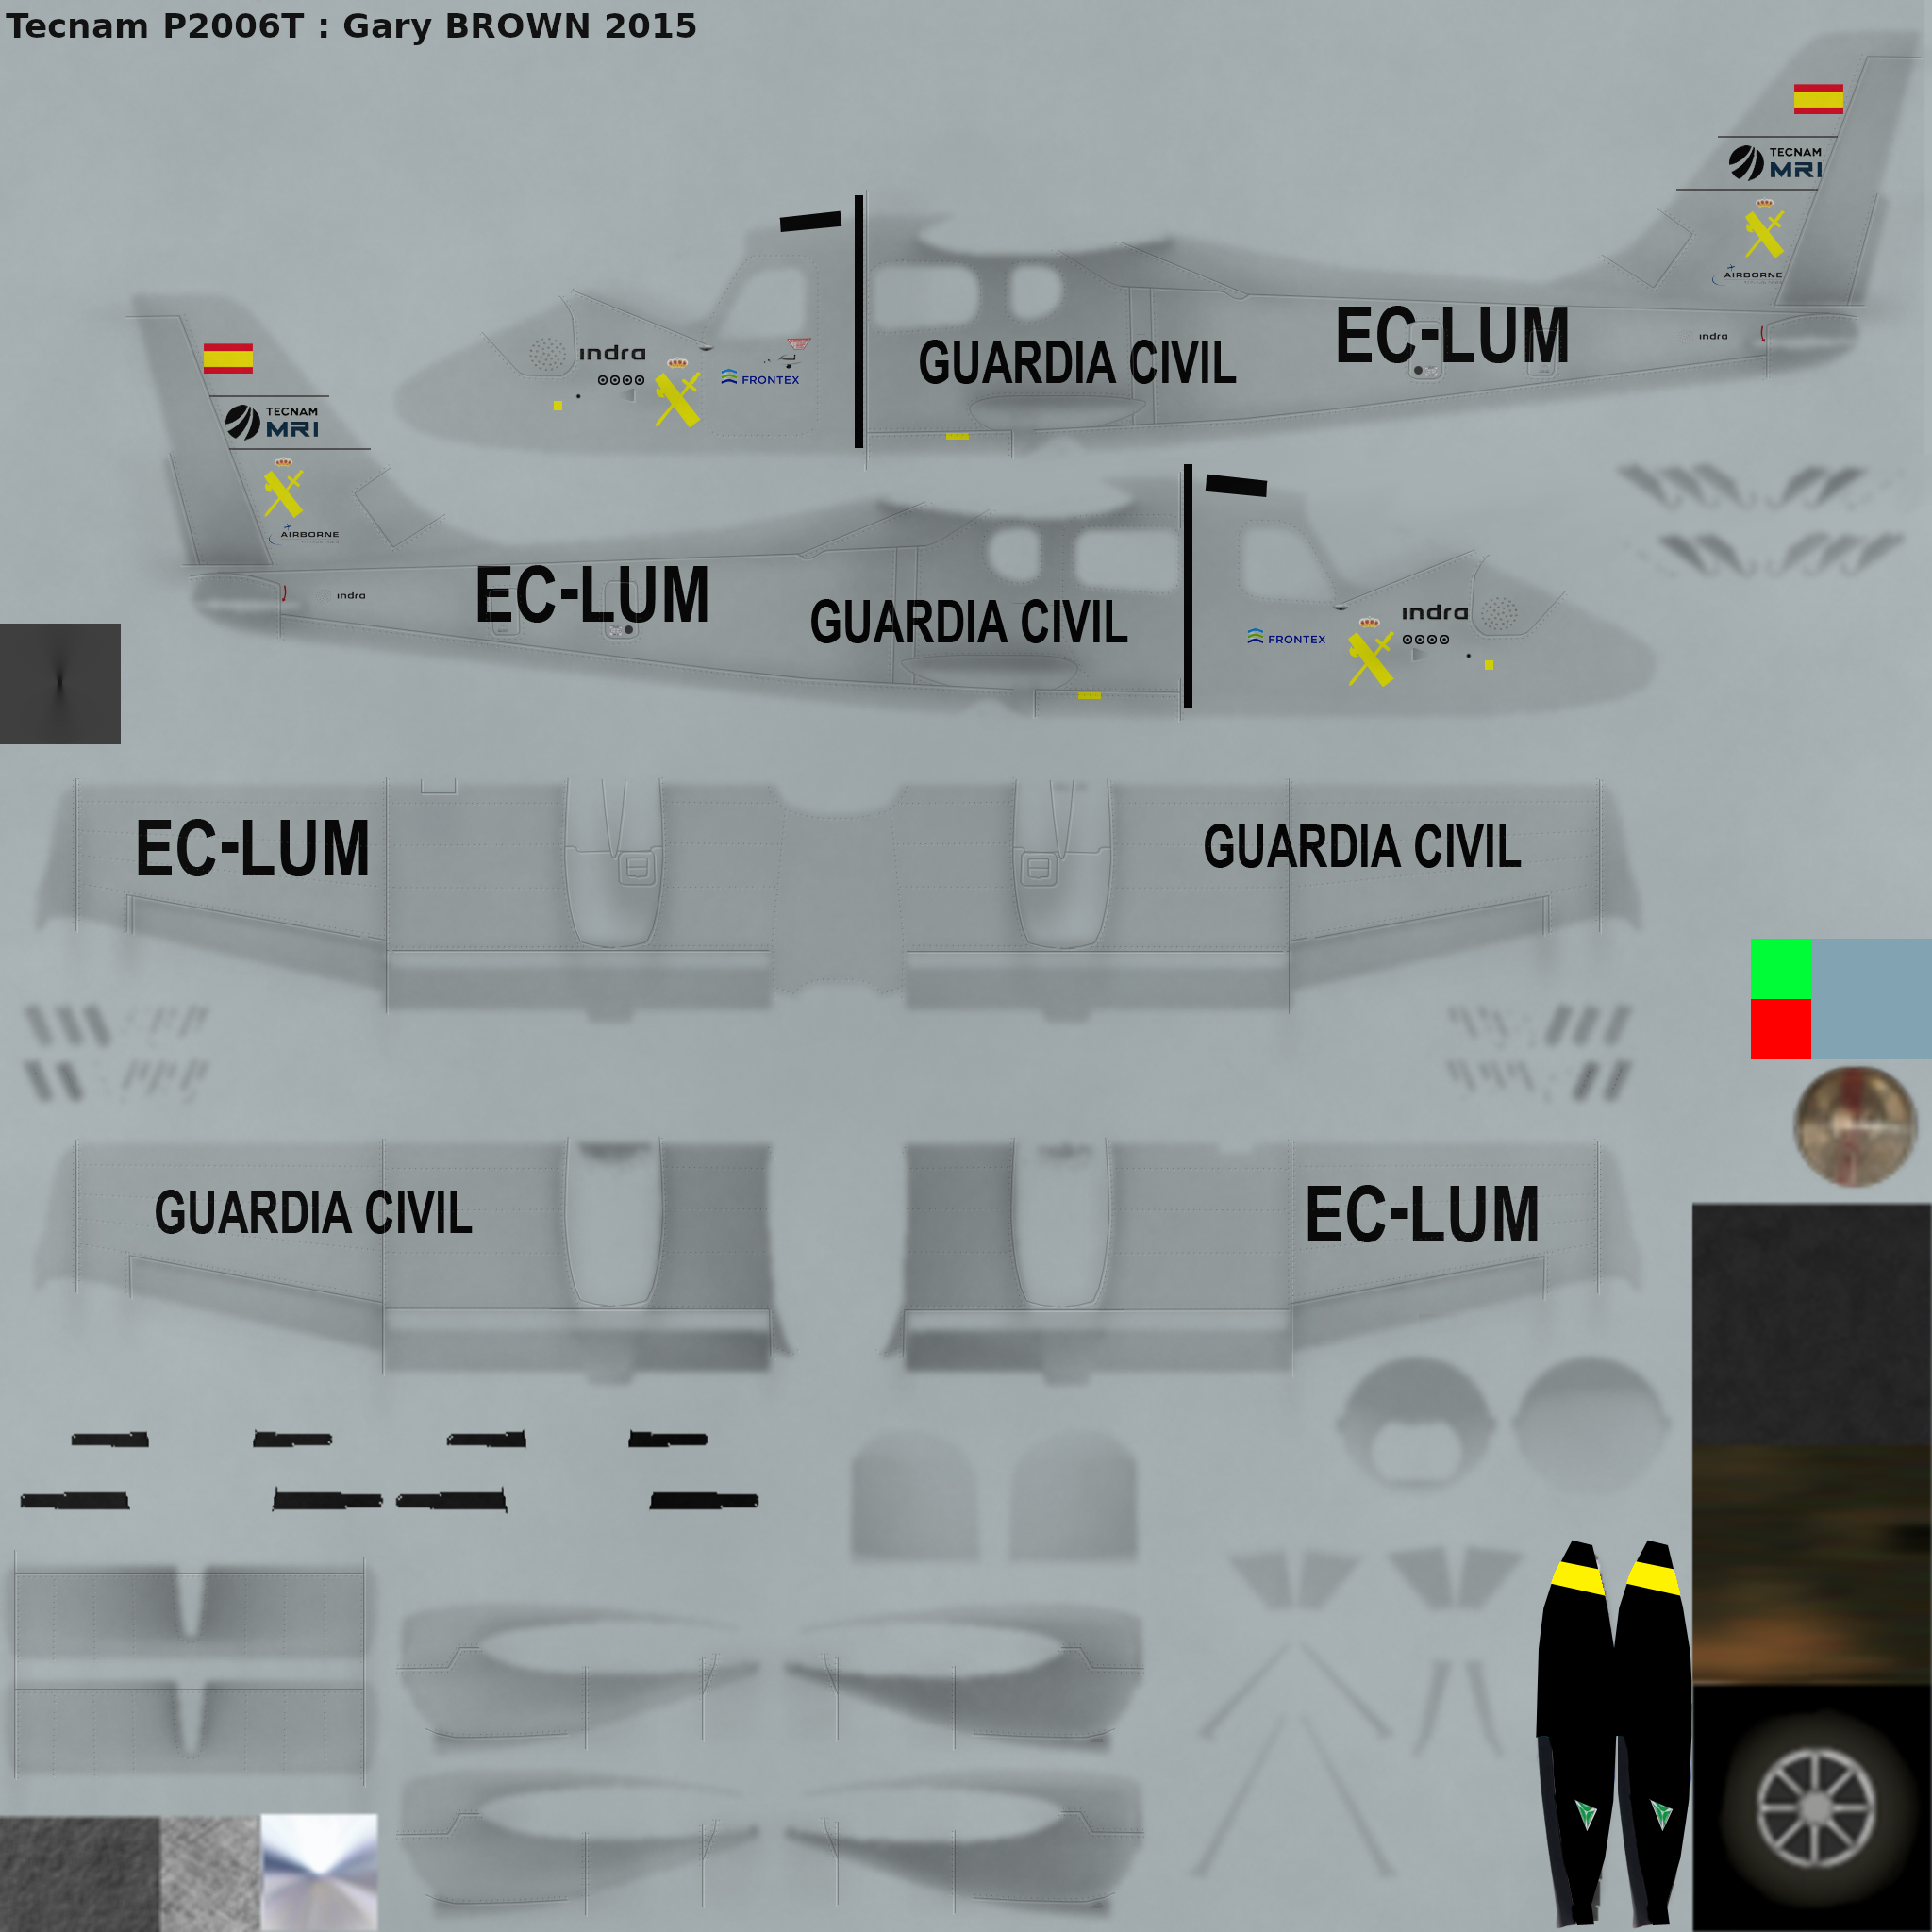 Tecnam P2006T : Gary BROWN 2015
TECNAM
MRI
AIRBORNE
EC-LUM
indra
GUARDIA CIVIL
indra
FRONTEX
TECNAM
MRI
AIRBORNE
indra
EC-LUM
GUARDIA CIVIL
FRONTEX
indra
EC-LUM
GUARDIA CIVIL
GUARDIA CIVIL
EC-LUM